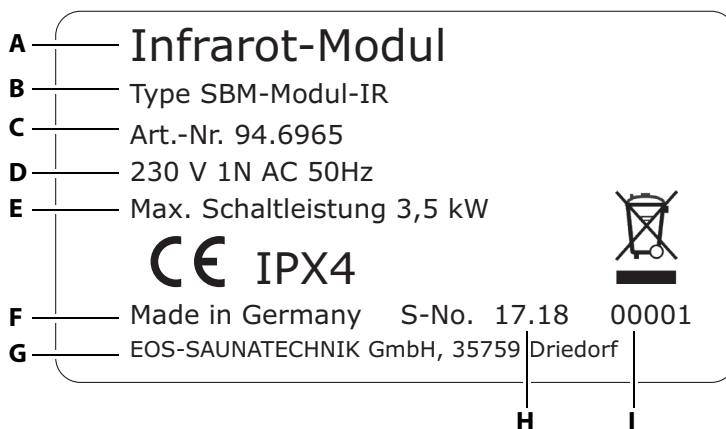 A Infrarot-Modul
B Type SBM-Modul-IR
C Art.-Nr. 94.6965
D 230 V 1N AC 50Hz
E Max. Schaltleistung 3,5 kW
CE IPX4
F Made in Germany S-No. 17.18 00001
G EOS-SAUNATECHNIK GmbH, 35759 Driedorf
H I